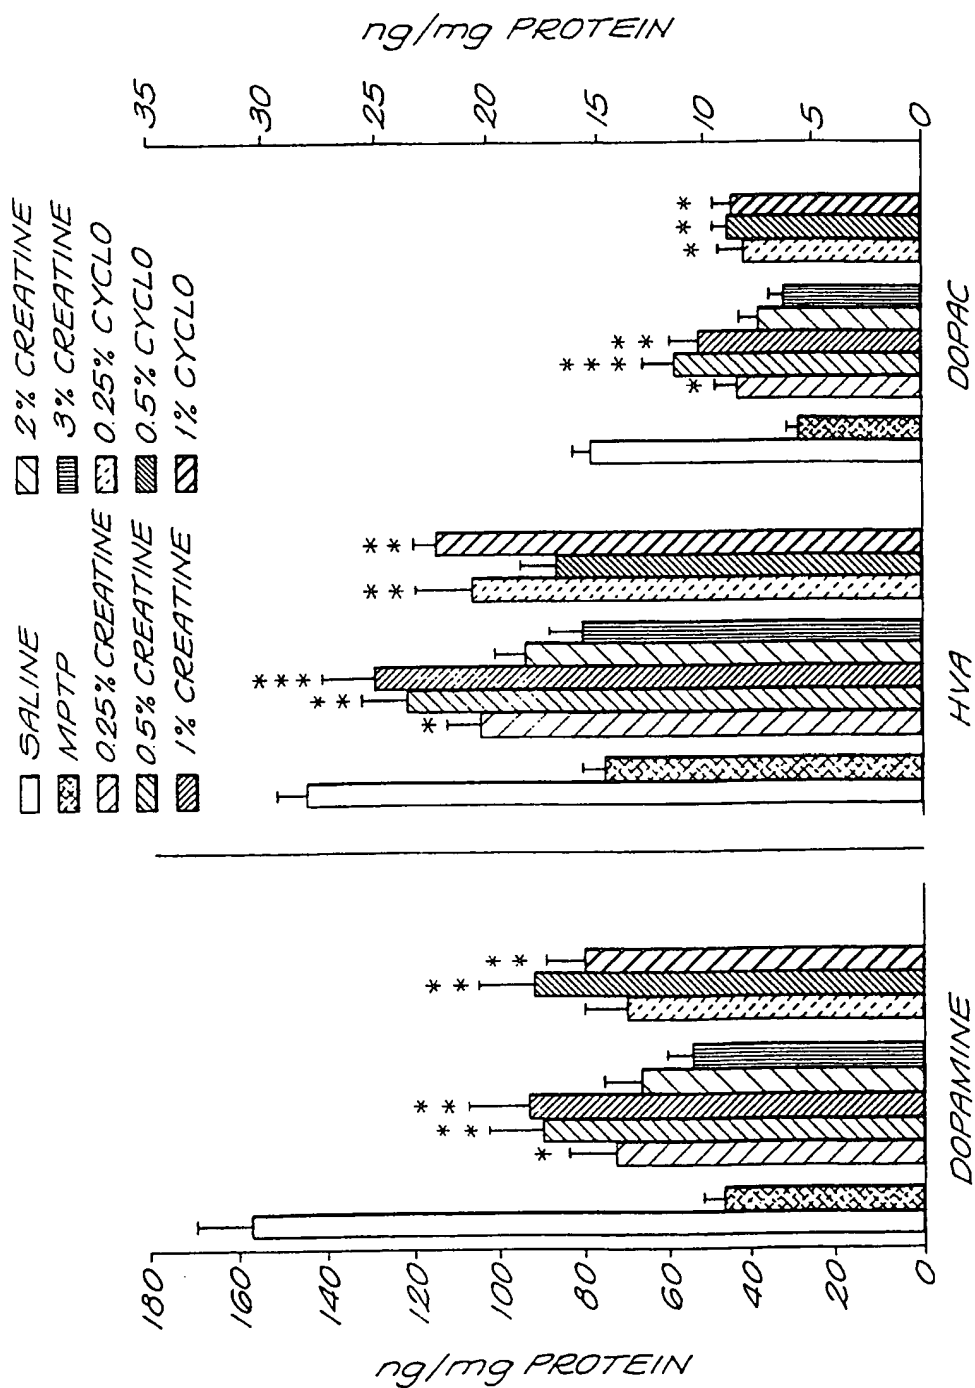 SALINE
MPTP
0.25% CREATINE
0.5% CREATINE
1% CREATINE
2% CREATINE
3% CREATINE
0.25% CYCLO
0.5% CYCLO
1% CYCLO
ng/mg PROTEIN
180
160
140
120
100
80
60
40
20
0
* 
* *
* *
* *
* *
DOPAMINE
*
* *
* * *
* *
* *
HVA
*
* * *
* *
*
*
*
DOPAC
35
30
25
20
15
10
5
0
ng/mg PROTEIN